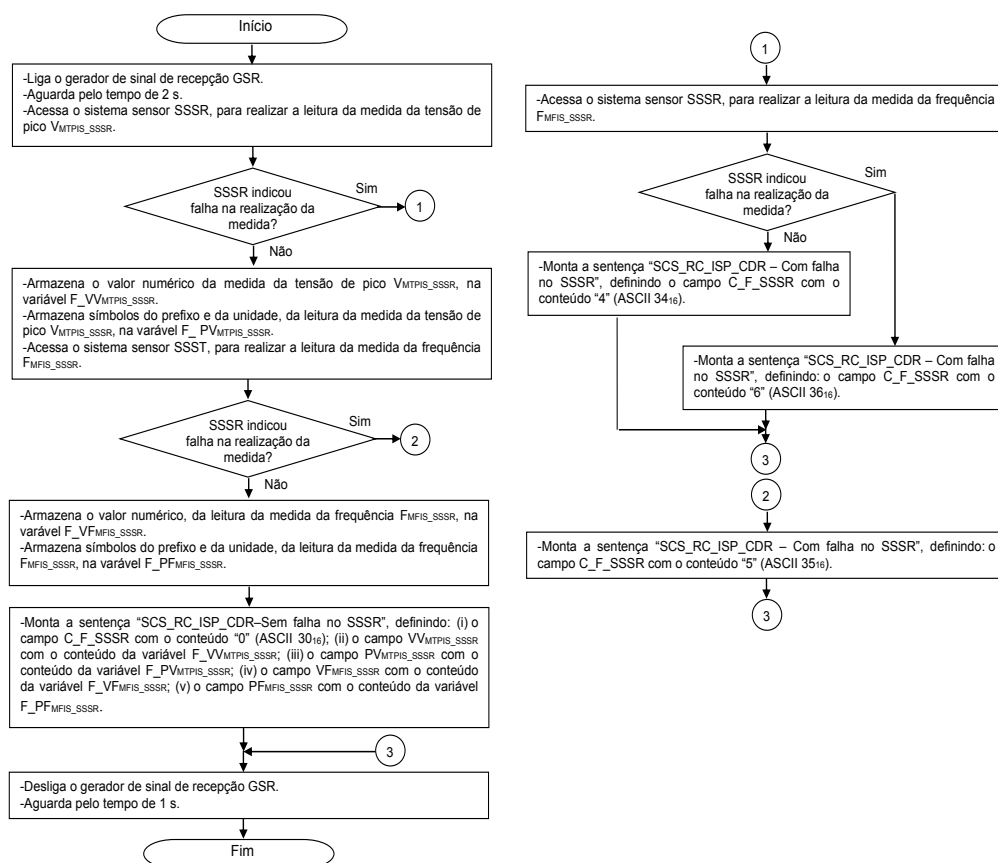 Início
-Liga o gerador de sinal de recepção GSR.
-Aguarda pelo tempo de 2 s.
-Acessa o sistema sensor SSSR, para realizar a leitura da medida da tensão de
pico VMTPIS_SSSR.
SSSR indicou
falha na realização da
medida?
Sim
1
Não
-Armazena o valor numérico da medida da tensão de pico VMTPIS_SSSR, na
variável F_VVMTPIS_SSSR.
-Armazena símbolos do prefixo e da unidade, da leitura da medida da tensão de
pico VMTPIS_SSSR, na varável F_ PVMTPIS_SSSR.
-Acessa o sistema sensor SSST, para realizar a leitura da medida da frequência
FMFIS_SSSR.
SSSR indicou
falha na realização da
medida?
Sim
2
Não
-Armazena o valor numérico, da leitura da medida da frequência FMFIS_SSSR, na
varável F_VFMFIS_SSSR.
-Armazena símbolos do prefixo e da unidade, da leitura da medida da frequência
FMFIS_SSSR, na variável F_PFMFIS_SSSR.
-Monta a sentença “SCS_RC_ISP_CDR–Sem falha no SSSR”, definindo: (i) o
campo C_F_SSSR com o conteúdo “0” (ASCII 3016); (ii) o campo VVMTPIS_SSSR
com o conteúdo da variável F_VVMTPIS_SSSR; (iii) o campo PVMTPIS_SSSR com o
conteúdo da variável F_PVMTPIS_SSSR; (iv) o campo VFMFIS_SSSR com o conteúdo
da variável F_VFMFIS_SSSR; (v) o campo PFMFIS_SSSR com o conteúdo da variável
F_PFMFIS_SSSR.
3
-Desliga o gerador de sinal de recepção GSR.
-Aguarda pelo tempo de 1 s.
Fim
1
-Acessa o sistema sensor SSSR, para realizar a leitura da medida da frequência
FMFIS_SSSR.
SSSR indicou
falha na realização da
medida?
Sim
Não
-Monta a sentença “SCS_RC_ISP_CDR – Com falha
no SSSR”, definindo o campo C_F_SSSR com o
conteúdo “4” (ASCII 3416).
-Monta a sentença “SCS_RC_ISP_CDR – Com falha
no SSSR”, definindo: o campo C_F_SSSR com o
conteúdo “6” (ASCII 3616).
3
2
-Monta a sentença “SCS_RC_ISP_CDR – Com falha no SSSR”, definindo: o
campo C_F_SSSR com o conteúdo “5” (ASCII 3516).
3